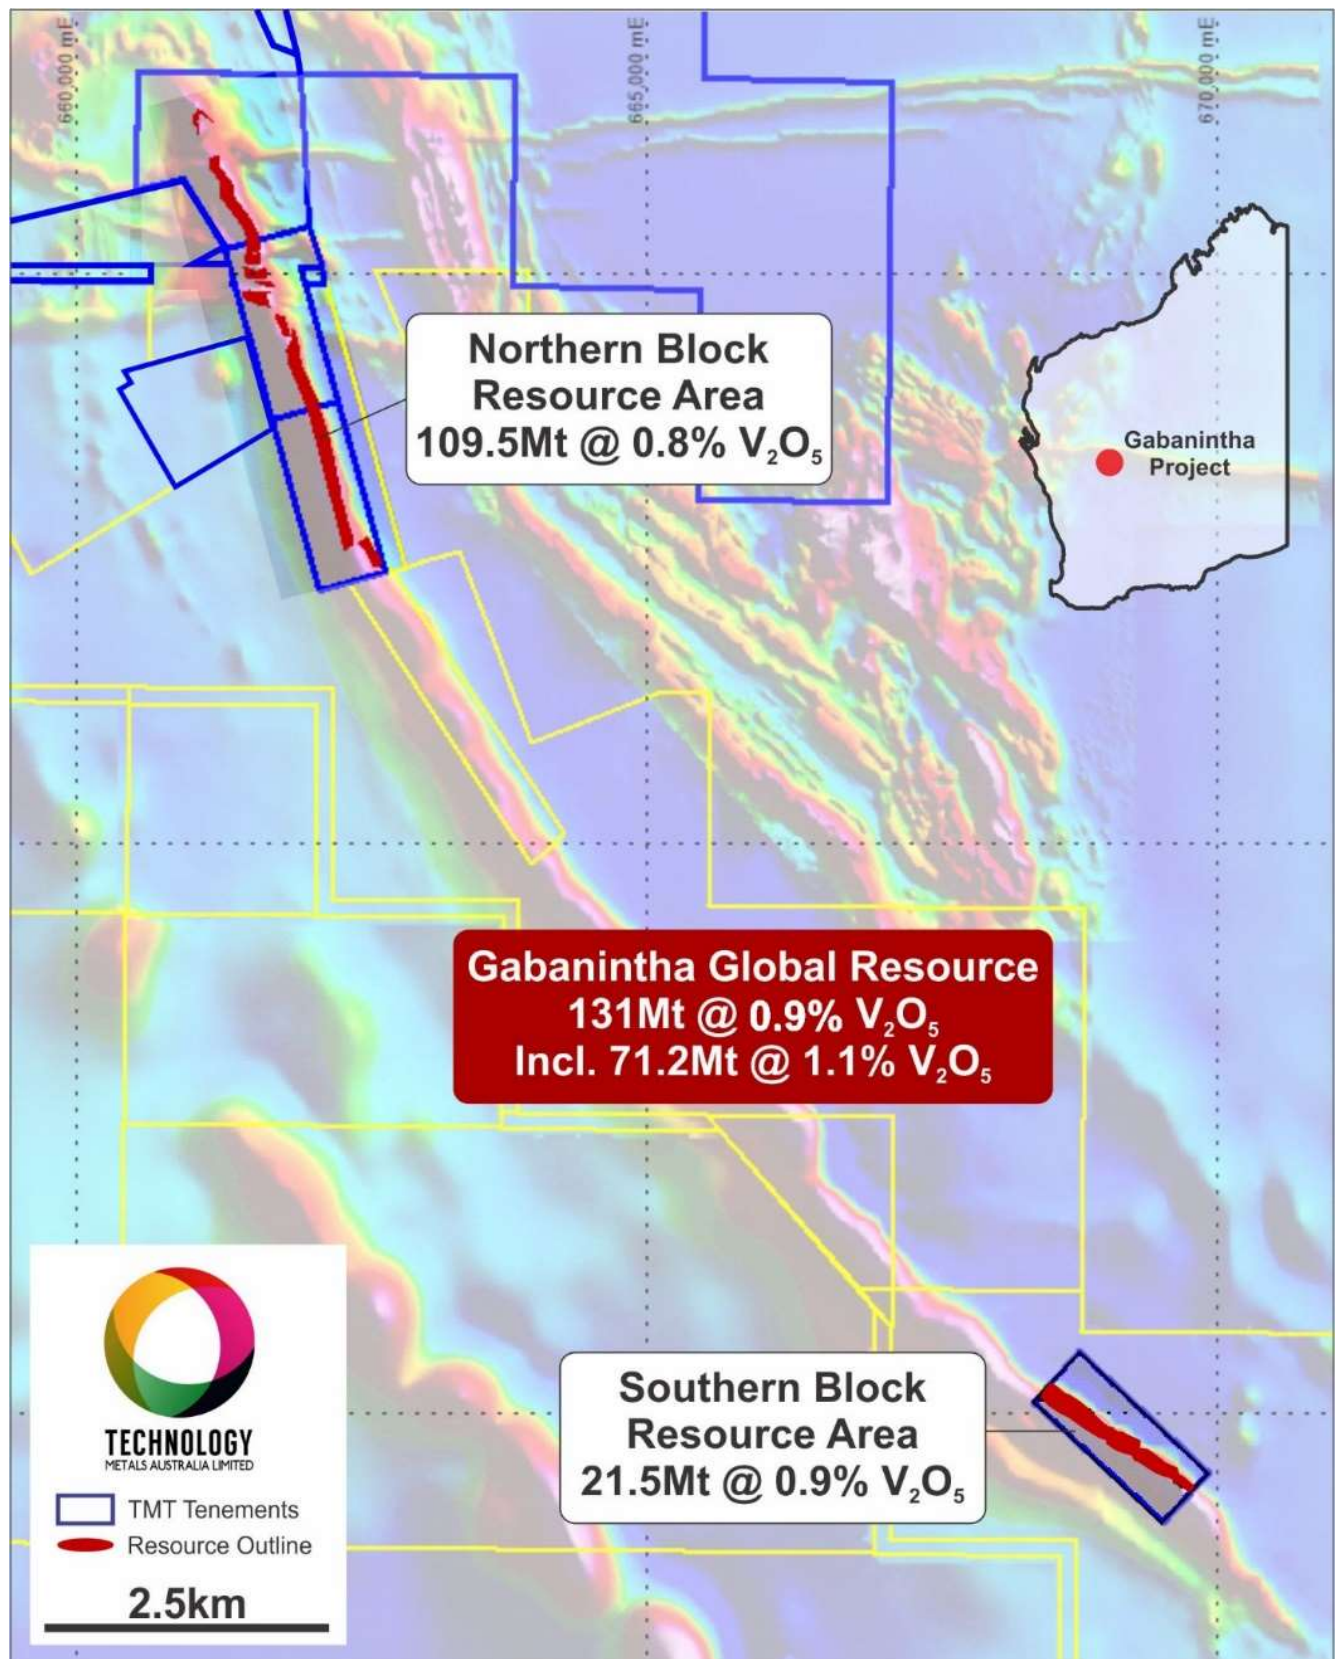 660,000 mE
665,000 mE
670,000 mE
Northern Block
Resource Area
109.5Mt @ 0.8% V₂O₅
Gabanintha
Project
Gabanintha Global Resource
131Mt @ 0.9% V₂O₅
Incl. 71.2Mt @ 1.1% V₂O₅
Southern Block
Resource Area
21.5Mt @ 0.9% V₂O₅
TECHNOLOGY
METALS AUSTRALIA LIMITED
TMT Tenements
Resource Outline
2.5km